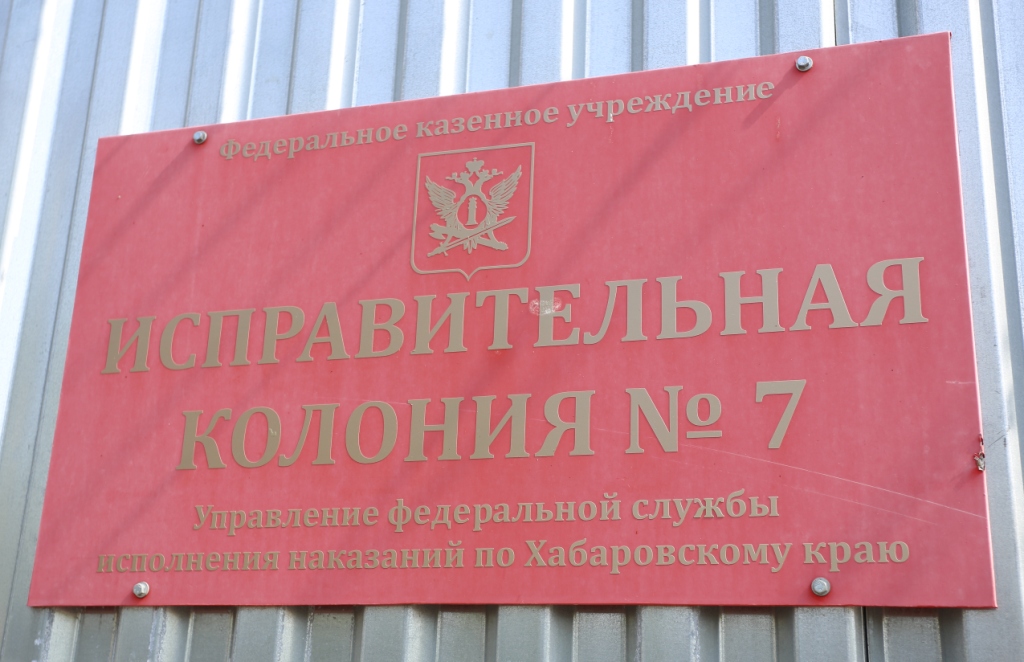 Федеральное казенное учреждение
ИСПРАВИТЕЛЬНАЯ
КОЛОНИЯ № 7
Управление федеральной службы
исполнения наказаний по Хабаровскому краю